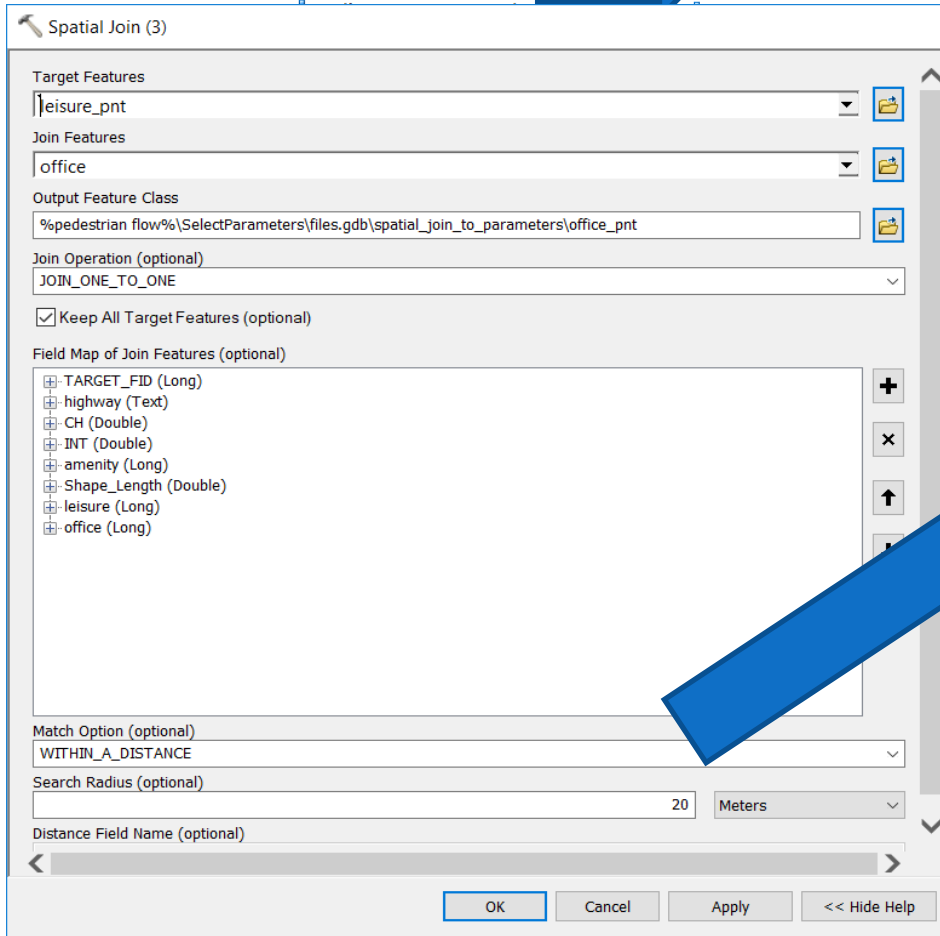 Spatial Join (3)
Target Features
leisure_pnt
Join Features
office
Output Feature Class
%pedestrian flow%\SelectParameters\files.gdb\spatial_join_to_parameters\office_pnt
Join Operation (optional)
JOIN_ONE_TO_ONE
Keep All Target Features (optional)
Field Map of Join Features (optional)
TARGET_FID (Long)
highway (Text)
CH (Double)
INT (Double)
amenity (Long)
Shape_Length (Double)
leisure (Long)
office (Long)
Match Option (optional)
WITHIN_A_DISTANCE
Search Radius (optional)
20 Meters
Distance Field Name (optional)
OK Cancel Apply << Hide Help